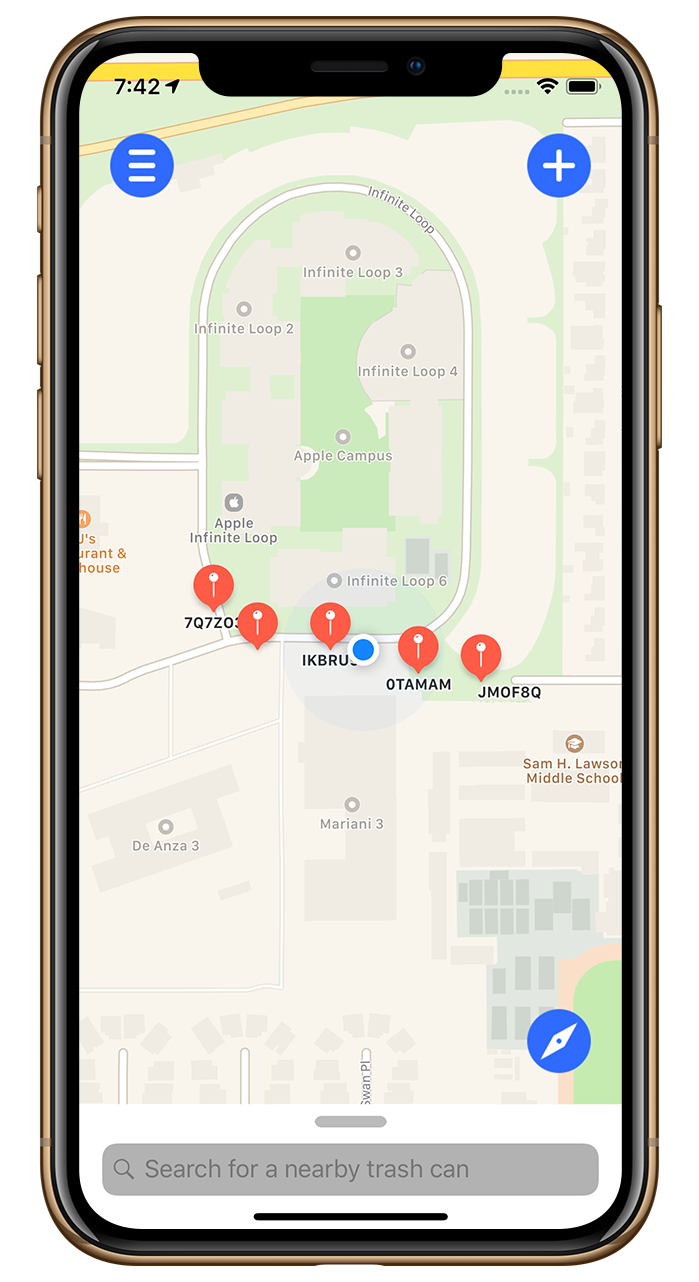 7:42
Infinite Loop
Infinite Loop 3
Infinite Loop 2
Infinite Loop 4
Apple Campus
Apple
Infinite Loop
J's
urant &
house
Infinite Loop 6
7Q7ZO
IKBRU
0TAMAM
JMOF8Q
Sam H. Lawson
Middle School
Mariani 3
De Anza 3
Swan Pl
Search for a nearby trash can